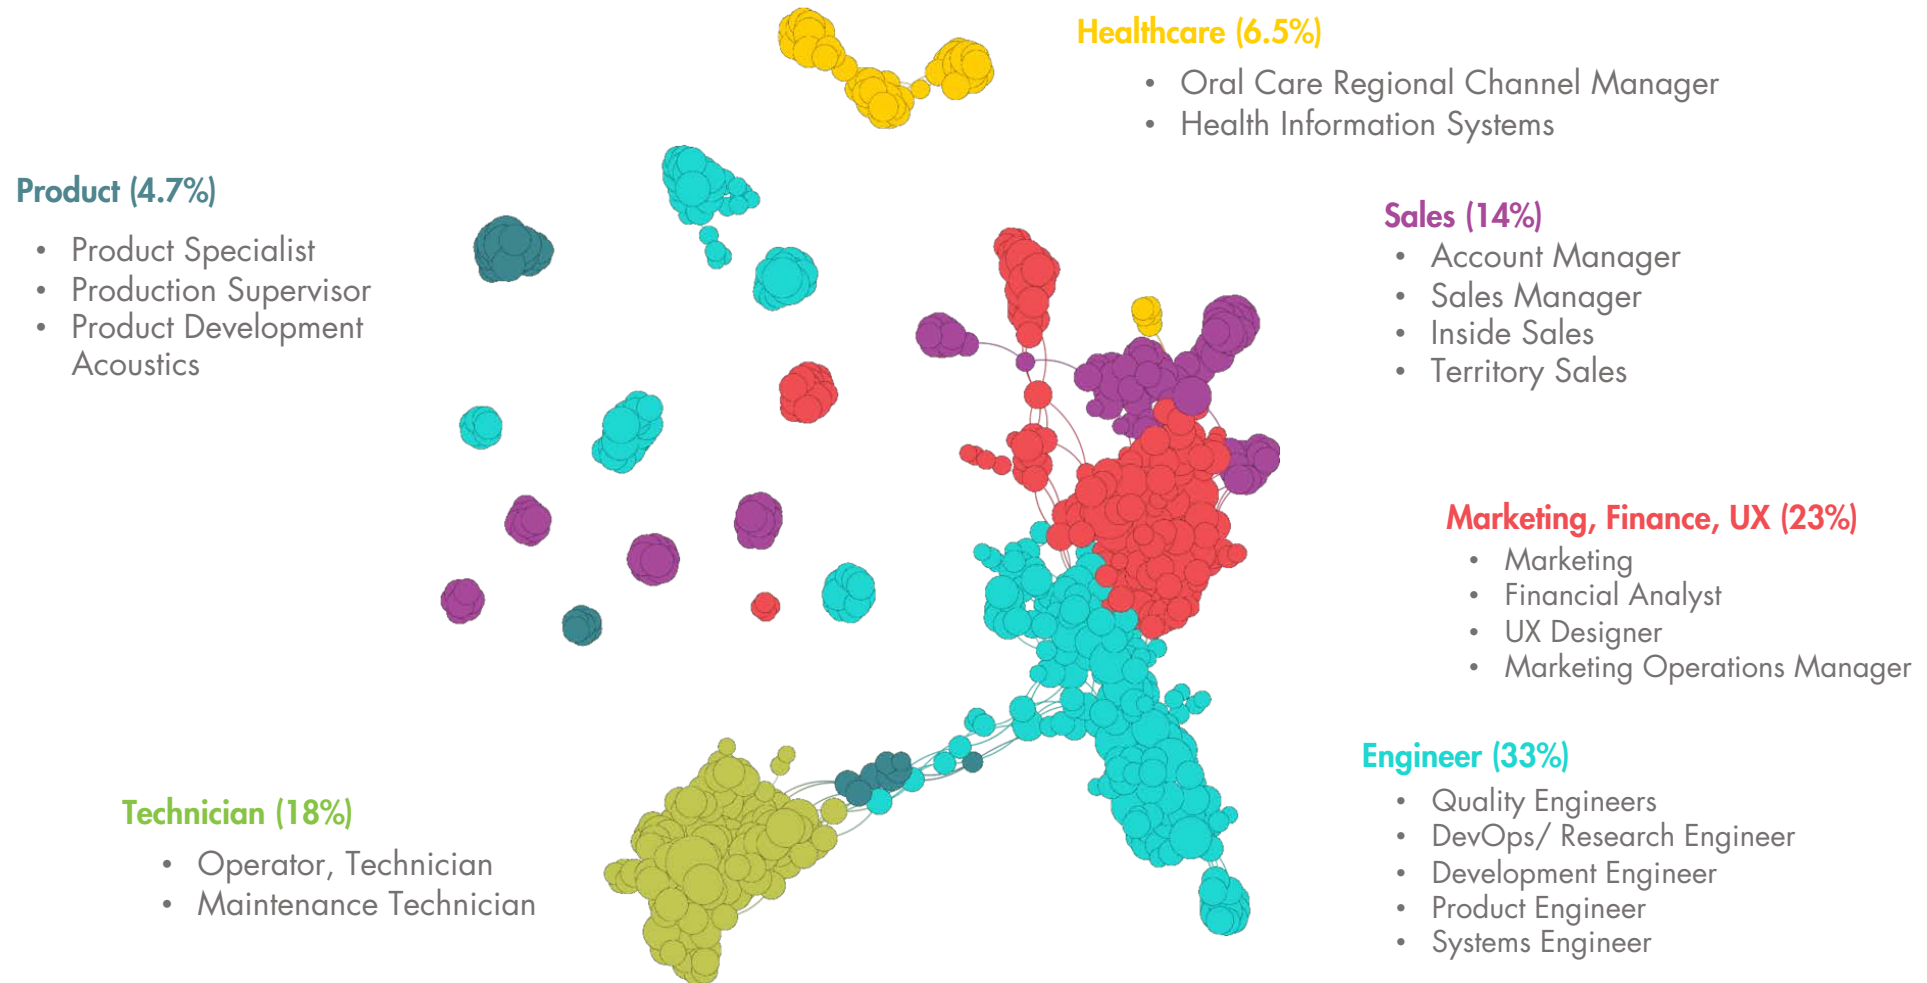 Healthcare (6.5%)
• Oral Care Regional Channel Manager
• Health Information Systems
Product (4.7%)
• Product Specialist
• Production Supervisor
• Product Development
Acoustics
Sales (14%)
• Account Manager
• Sales Manager
• Inside Sales
• Territory Sales
Marketing, Finance, UX (23%)
• Marketing
• Financial Analyst
• UX Designer
• Marketing Operations Manager
Technician (18%)
• Operator, Technician
• Maintenance Technician
Engineer (33%)
• Quality Engineers
• DevOps/ Research Engineer
• Development Engineer
• Product Engineer
• Systems Engineer